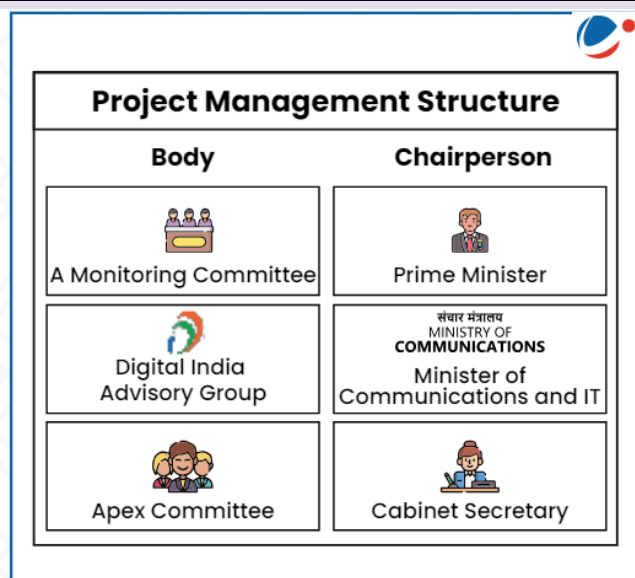 Project Management Structure
Body
Chairperson
A Monitoring Committee
Prime Minister
Digital India
Advisory Group
संचार मंत्रालय
MINISTRY OF
COMMUNICATIONS
Minister of
Communications and IT
Apex Committee
Cabinet Secretary